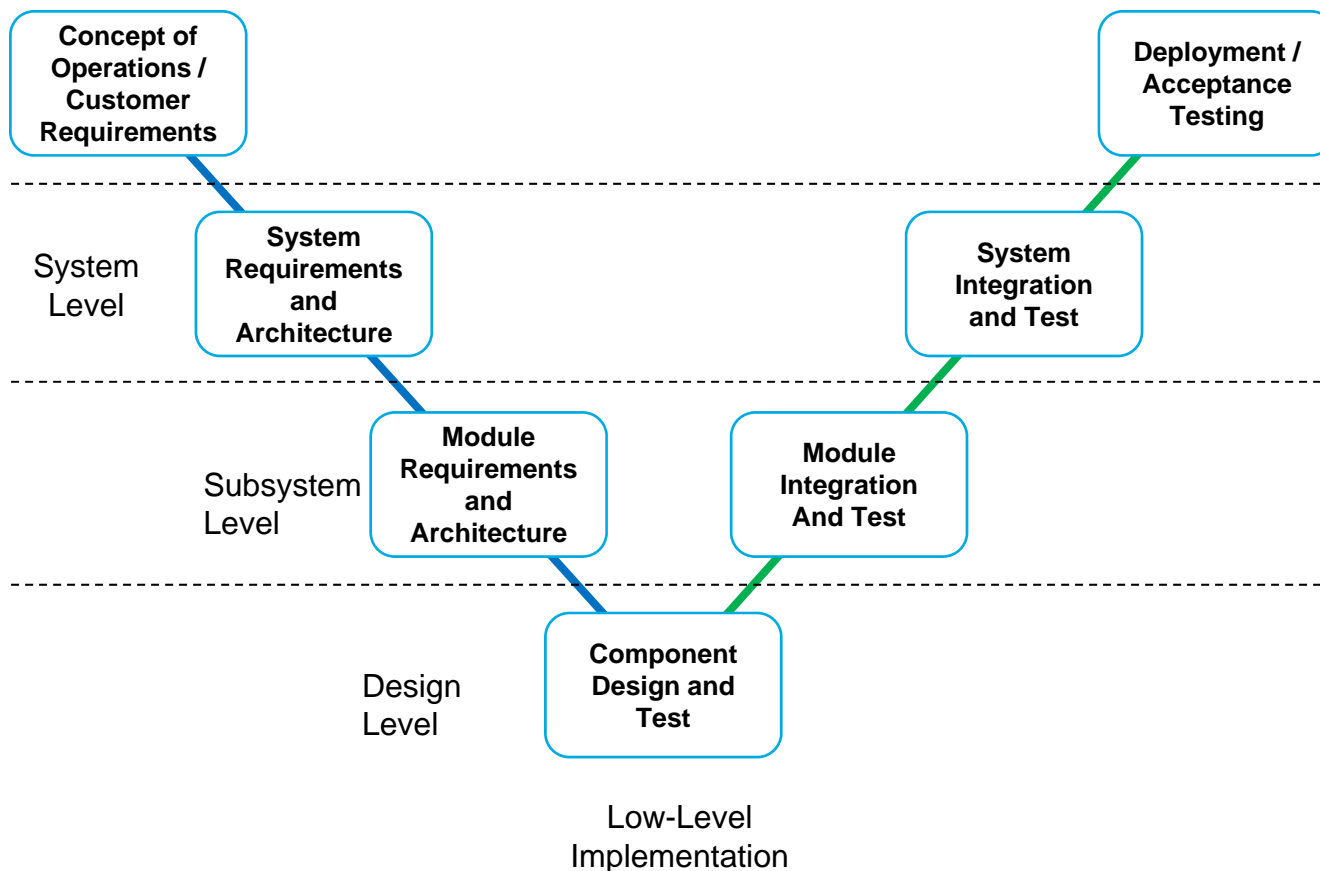 Concept of
Operations /
Customer
Requirements
Deployment /
Acceptance
Testing
System
Level
System
Requirements
and
Architecture
System
Integration
and Test
Subsystem
Level
Module
Requirements
and
Architecture
Module
Integration
And Test
Design
Level
Component
Design and
Test
Low-Level
Implementation